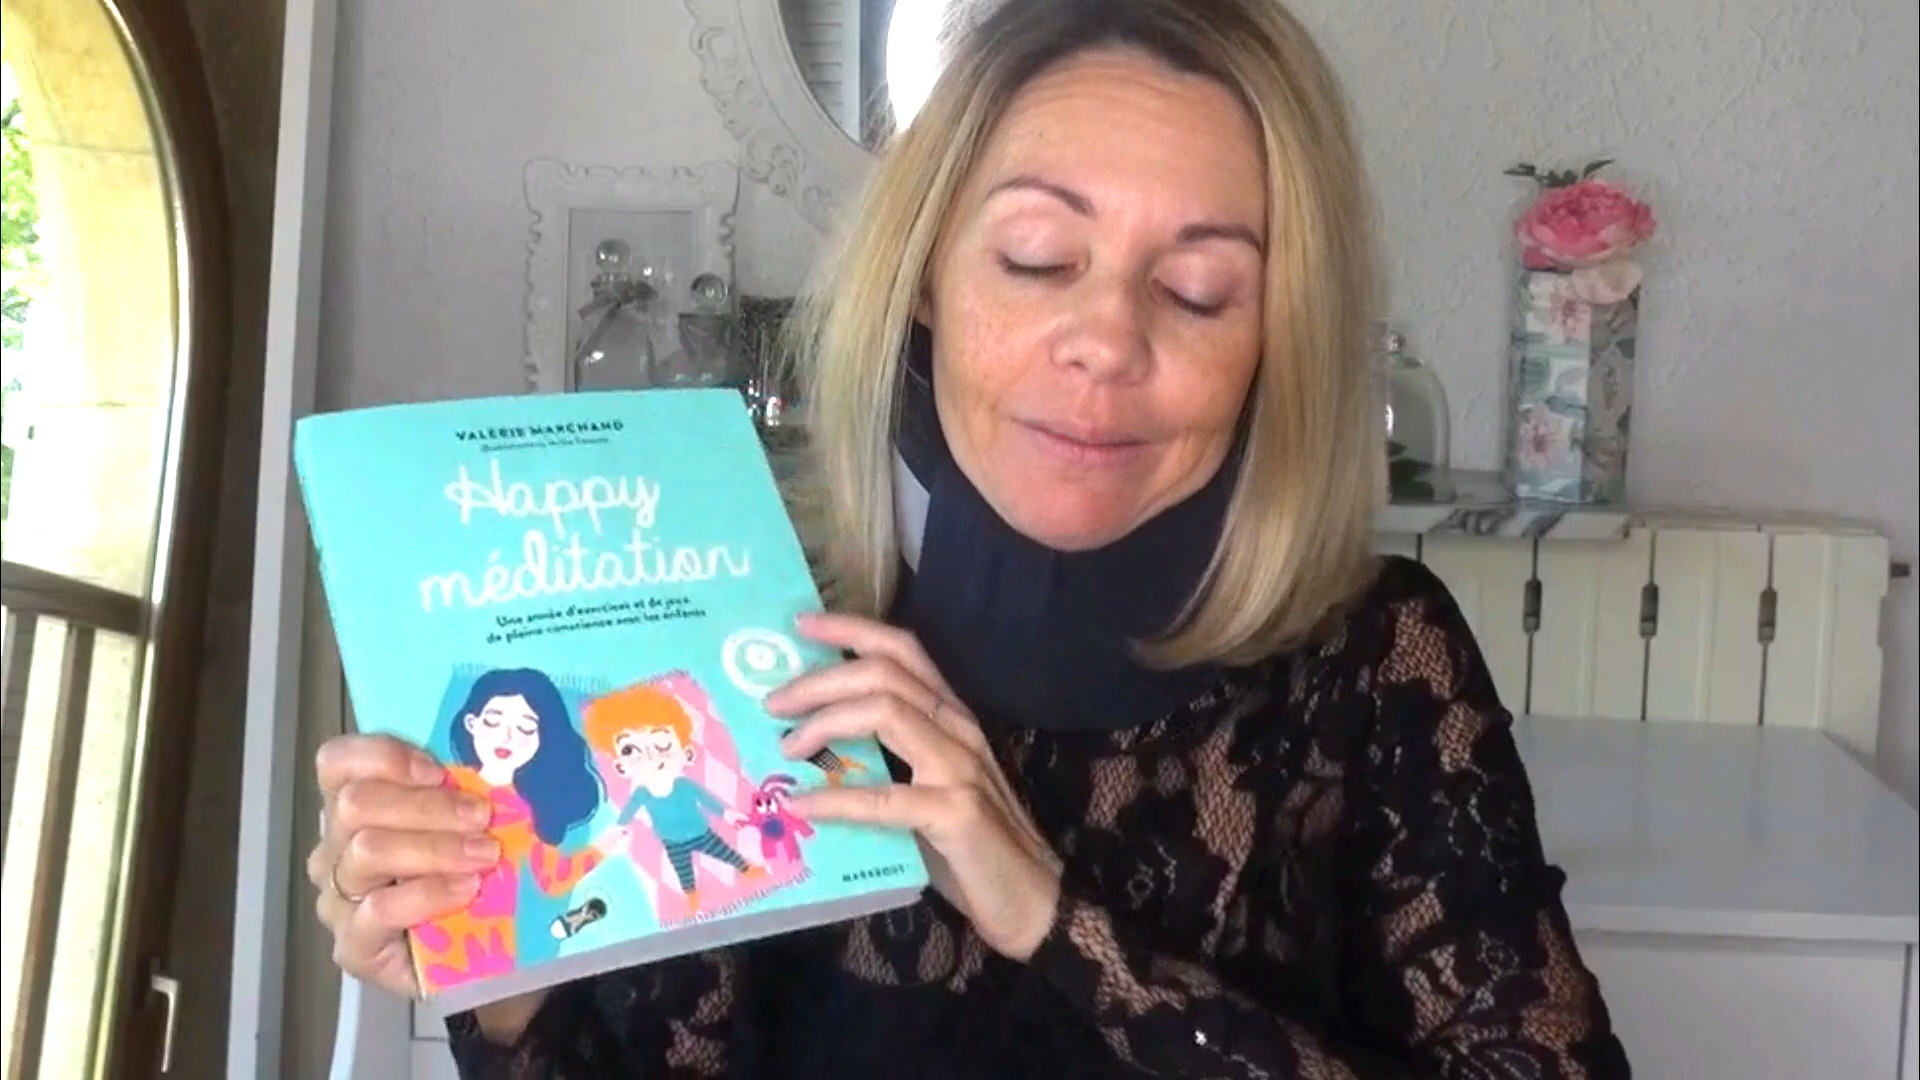 VALÉRIE MARCHAND
Happy
méditation
Une année d'exercices et de jeux
de pleine conscience avec les enfants
MARABOUT